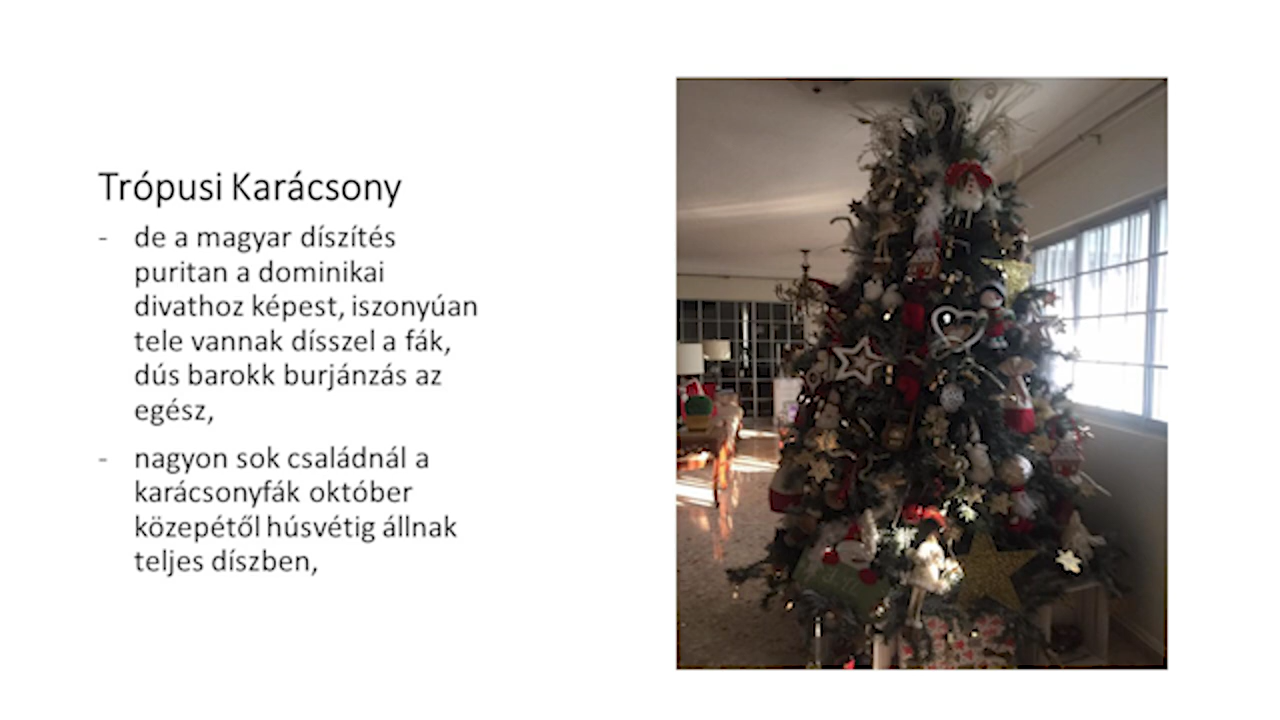 Trópusi Karácsony
- de a magyar díszítés
puritan a dominikai
divathoz képest, iszonyúan
tele vannak dísszel a fák,
dús barokk burjánzás az
egész,
- nagyon sok családnál a
karácsonyfák október
közepétől húsvétig állnak
teljes díszben,